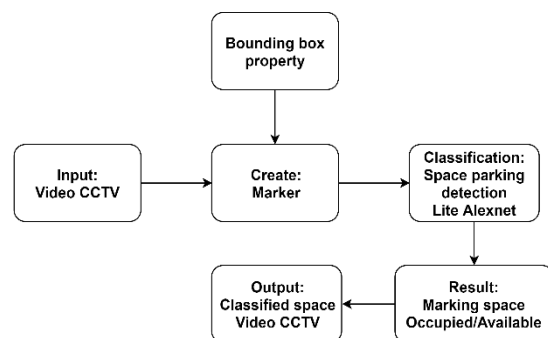 Bounding box
property
Input:
Video CCTV
Create:
Marker
Classification:
Space parking
detection
Lite Alexnet
Output:
Classified space
Video CCTV
Result:
Marking space
Occupied/Available